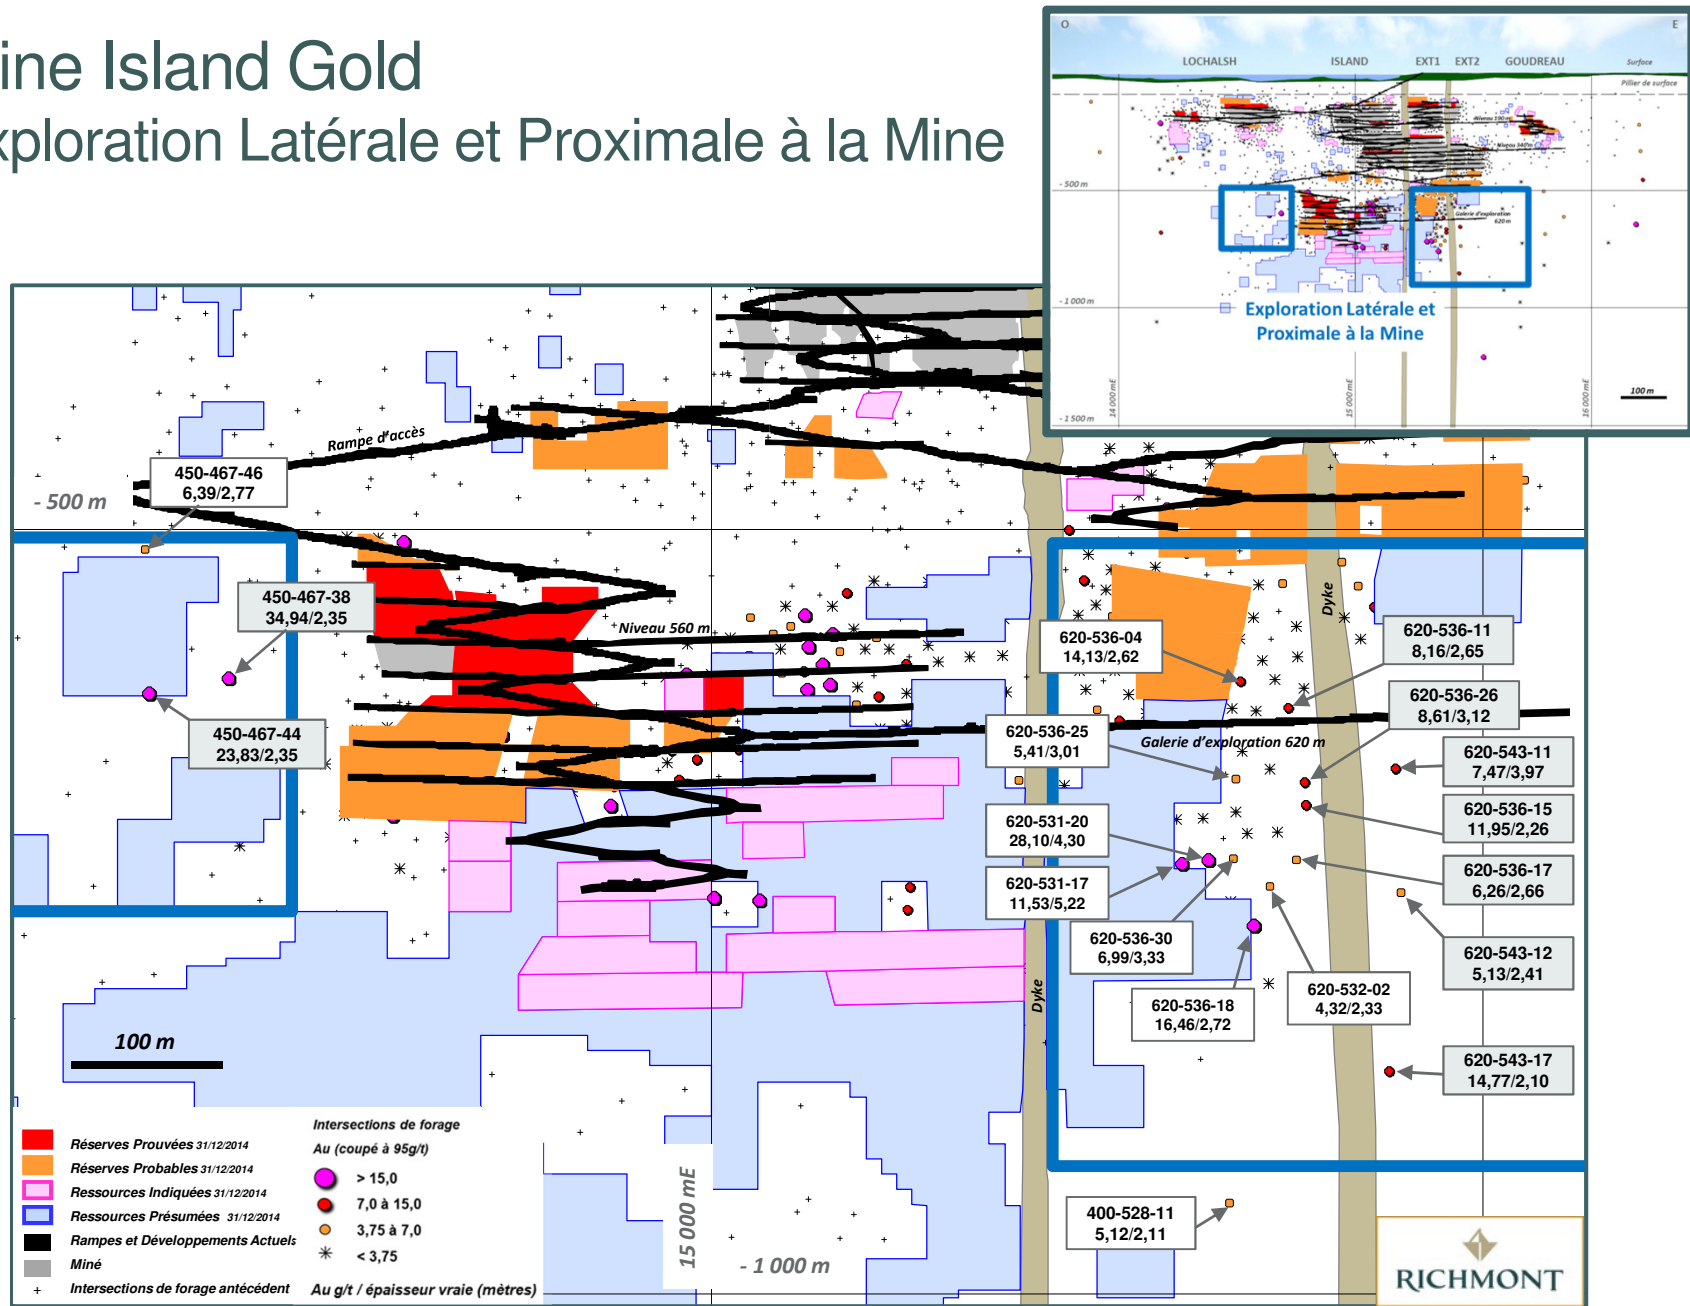 ine Island Gold
xploration Latérale et Proximale à la Mine
O
E
LOCHALSH
ISLAND
EXT1
EXT2
GOUDREAU
Surface
Pilier de surface
Niveau 190 m
Niveau 340 m
- 500 m
Galerie d'exploration
620 m
- 1 000 m
Exploration Latérale et
Proximale à la Mine
14 000 mE
15 000 mE
16 000 mE
100 m
- 1 500 m
Rampe d'accès
450-467-46
6,39/2,77
- 500 m
450-467-38
34,94/2,35
450-467-44
23,83/2,35
Niveau 560 m
Dyke
620-536-04
14,13/2,62
620-536-11
8,16/2,65
620-536-26
8,61/3,12
620-536-25
5,41/3,01
Galerie d'exploration 620 m
620-543-11
7,47/3,97
620-536-15
11,95/2,26
620-531-20
28,10/4,30
620-531-17
11,53/5,22
620-536-17
6,26/2,66
620-536-30
6,99/3,33
620-543-12
5,13/2,41
620-536-18
16,46/2,72
620-532-02
4,32/2,33
Dyke
620-543-17
14,77/2,10
400-528-11
5,12/2,11
100 m
Réserves Prouvées 31/12/2014
Réserves Probables 31/12/2014
Ressources Indiquées 31/12/2014
Ressources Présumées 31/12/2014
Rampes et Développements Actuels
Miné
Intersections de forage antécédent
Intersections de forage
Au (coupé à 95g/t)
> 15,0
7,0 à 15,0
3,75 à 7,0
< 3,75
Au g/t / épaisseur vraie (mètres)
15 000 mE
- 1 000 m
RICHMONT